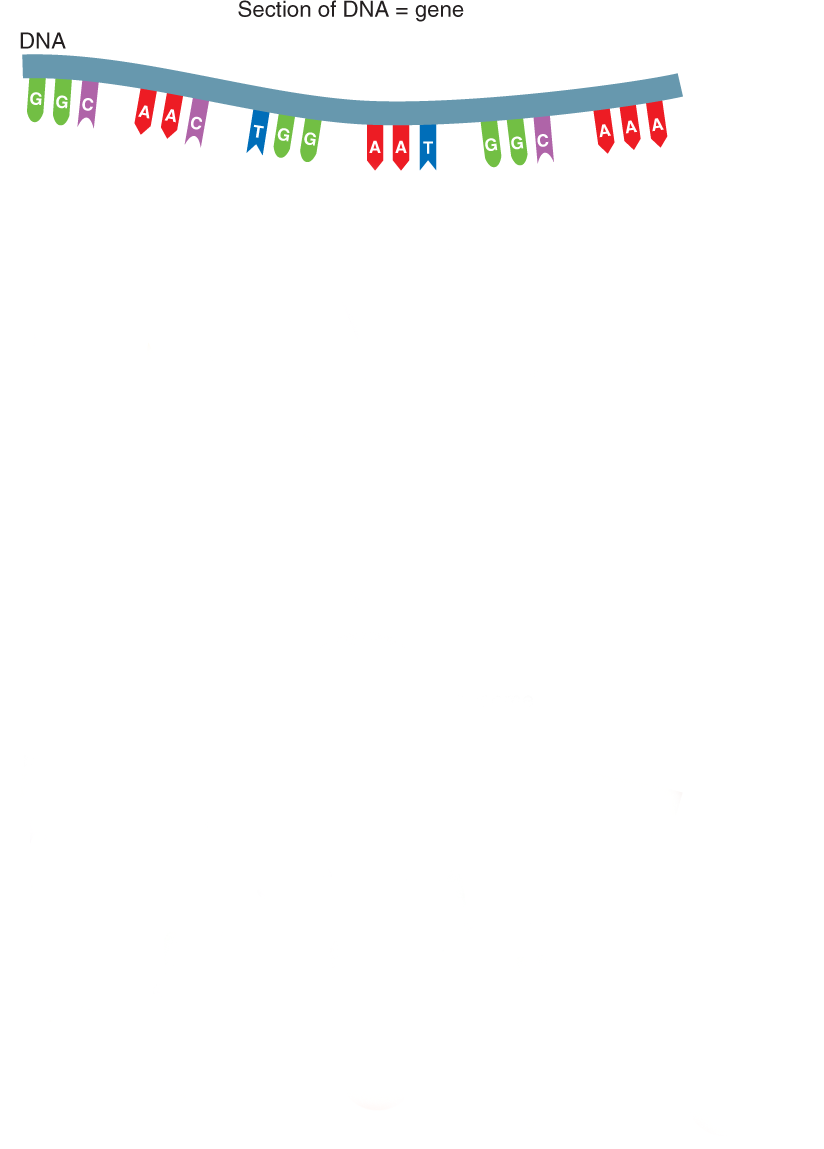 Section of DNA = gene
DNA
G G C A A C T G G A A T G G C A A A